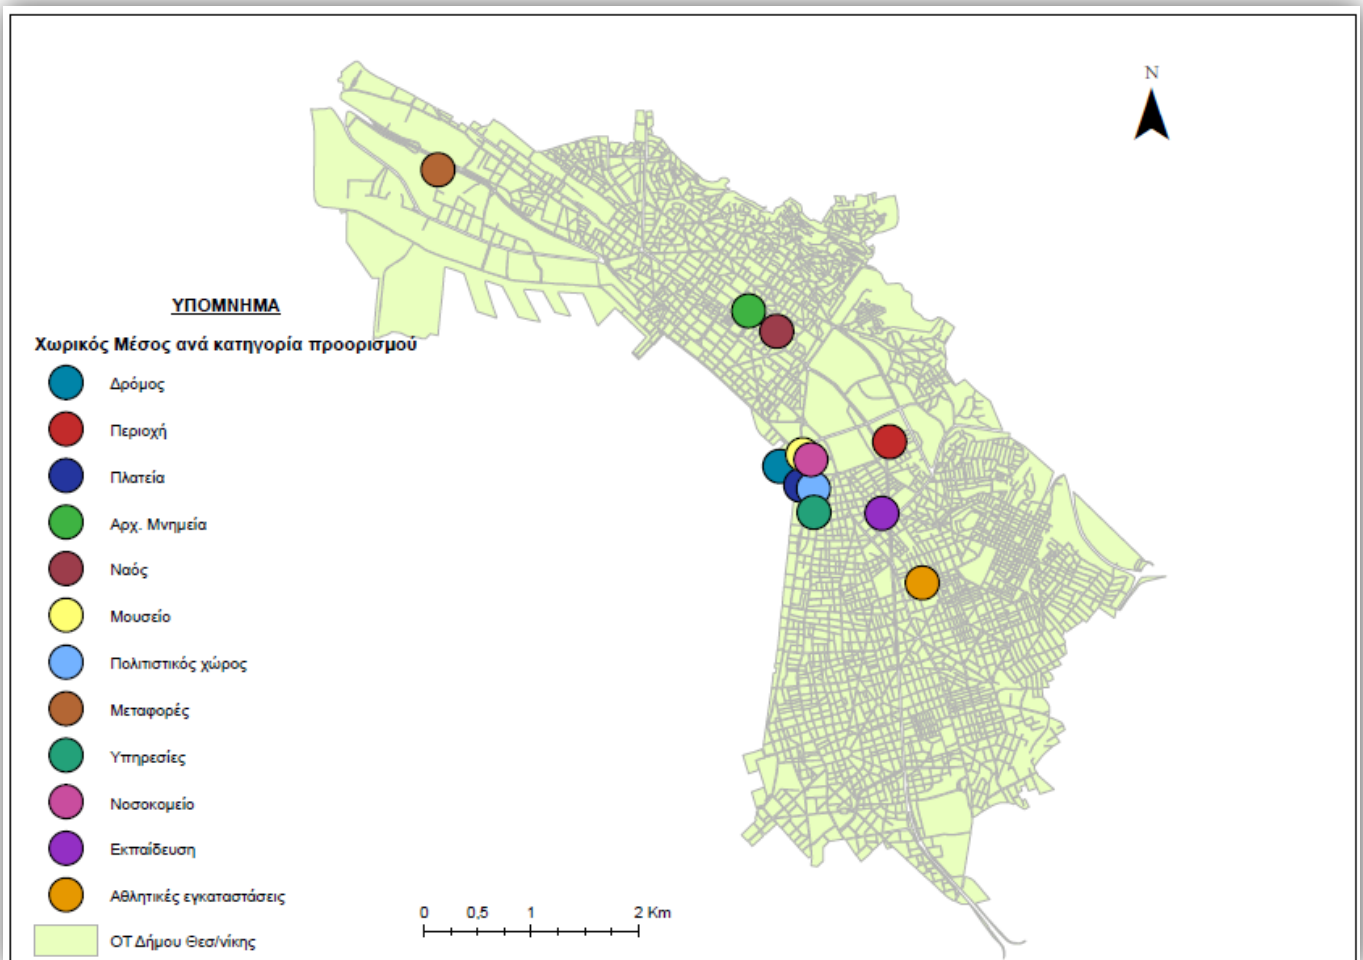 N
ΥΠΟΜΝΗΜΑ
Χωρικός Μέσος ανά κατηγορία προορισμού
Δρόμος
Περιοχή
Πλατεία
Αρχ. Μνημεία
Ναός
Μουσείο
Πολιτιστικός χώρος
Μεταφορές
Υπηρεσίες
Νοσοκομείο
Εκπαίδευση
Αθλητικές εγκαταστάσεις
ΟΤ Δήμου Θεσ/νίκης
0 0,5 1 2 Km